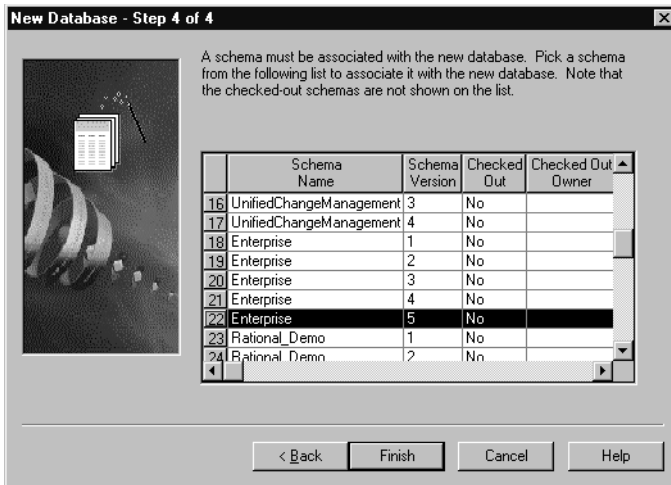 New Database - Step 4 of 4
A schema must be associated with the new database. Pick a schema
from the following list to associate it with the new database. Note that
the checked-out schemas are not shown on the list.
Schema Name Schema Version Checked Out Checked Out Owner
16 UnifiedChangeManagement 3 No
17 UnifiedChangeManagement 4 No
18 Enterprise 1 No
19 Enterprise 2 No
20 Enterprise 3 No
21 Enterprise 4 No
22 Enterprise 5 No
23 Rational_Demo 1 No
24 Rational_Demo 2 No
< Back Finish Cancel Help